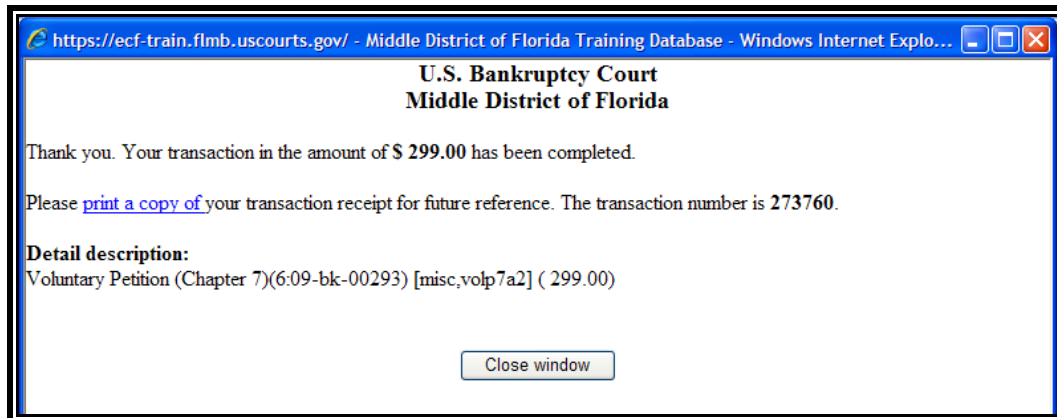 https://ecf-train.flmb.uscourts.gov/ - Middle District of Florida Training Database - Windows Internet Explo...
U.S. Bankruptcy Court
Middle District of Florida
Thank you. Your transaction in the amount of $ 299.00 has been completed.
Please print a copy of your transaction receipt for future reference. The transaction number is 273760.
Detail description:
Voluntary Petition (Chapter 7)(6:09-bk-00293) [misc,volp7a2] ( 299.00)
Close window